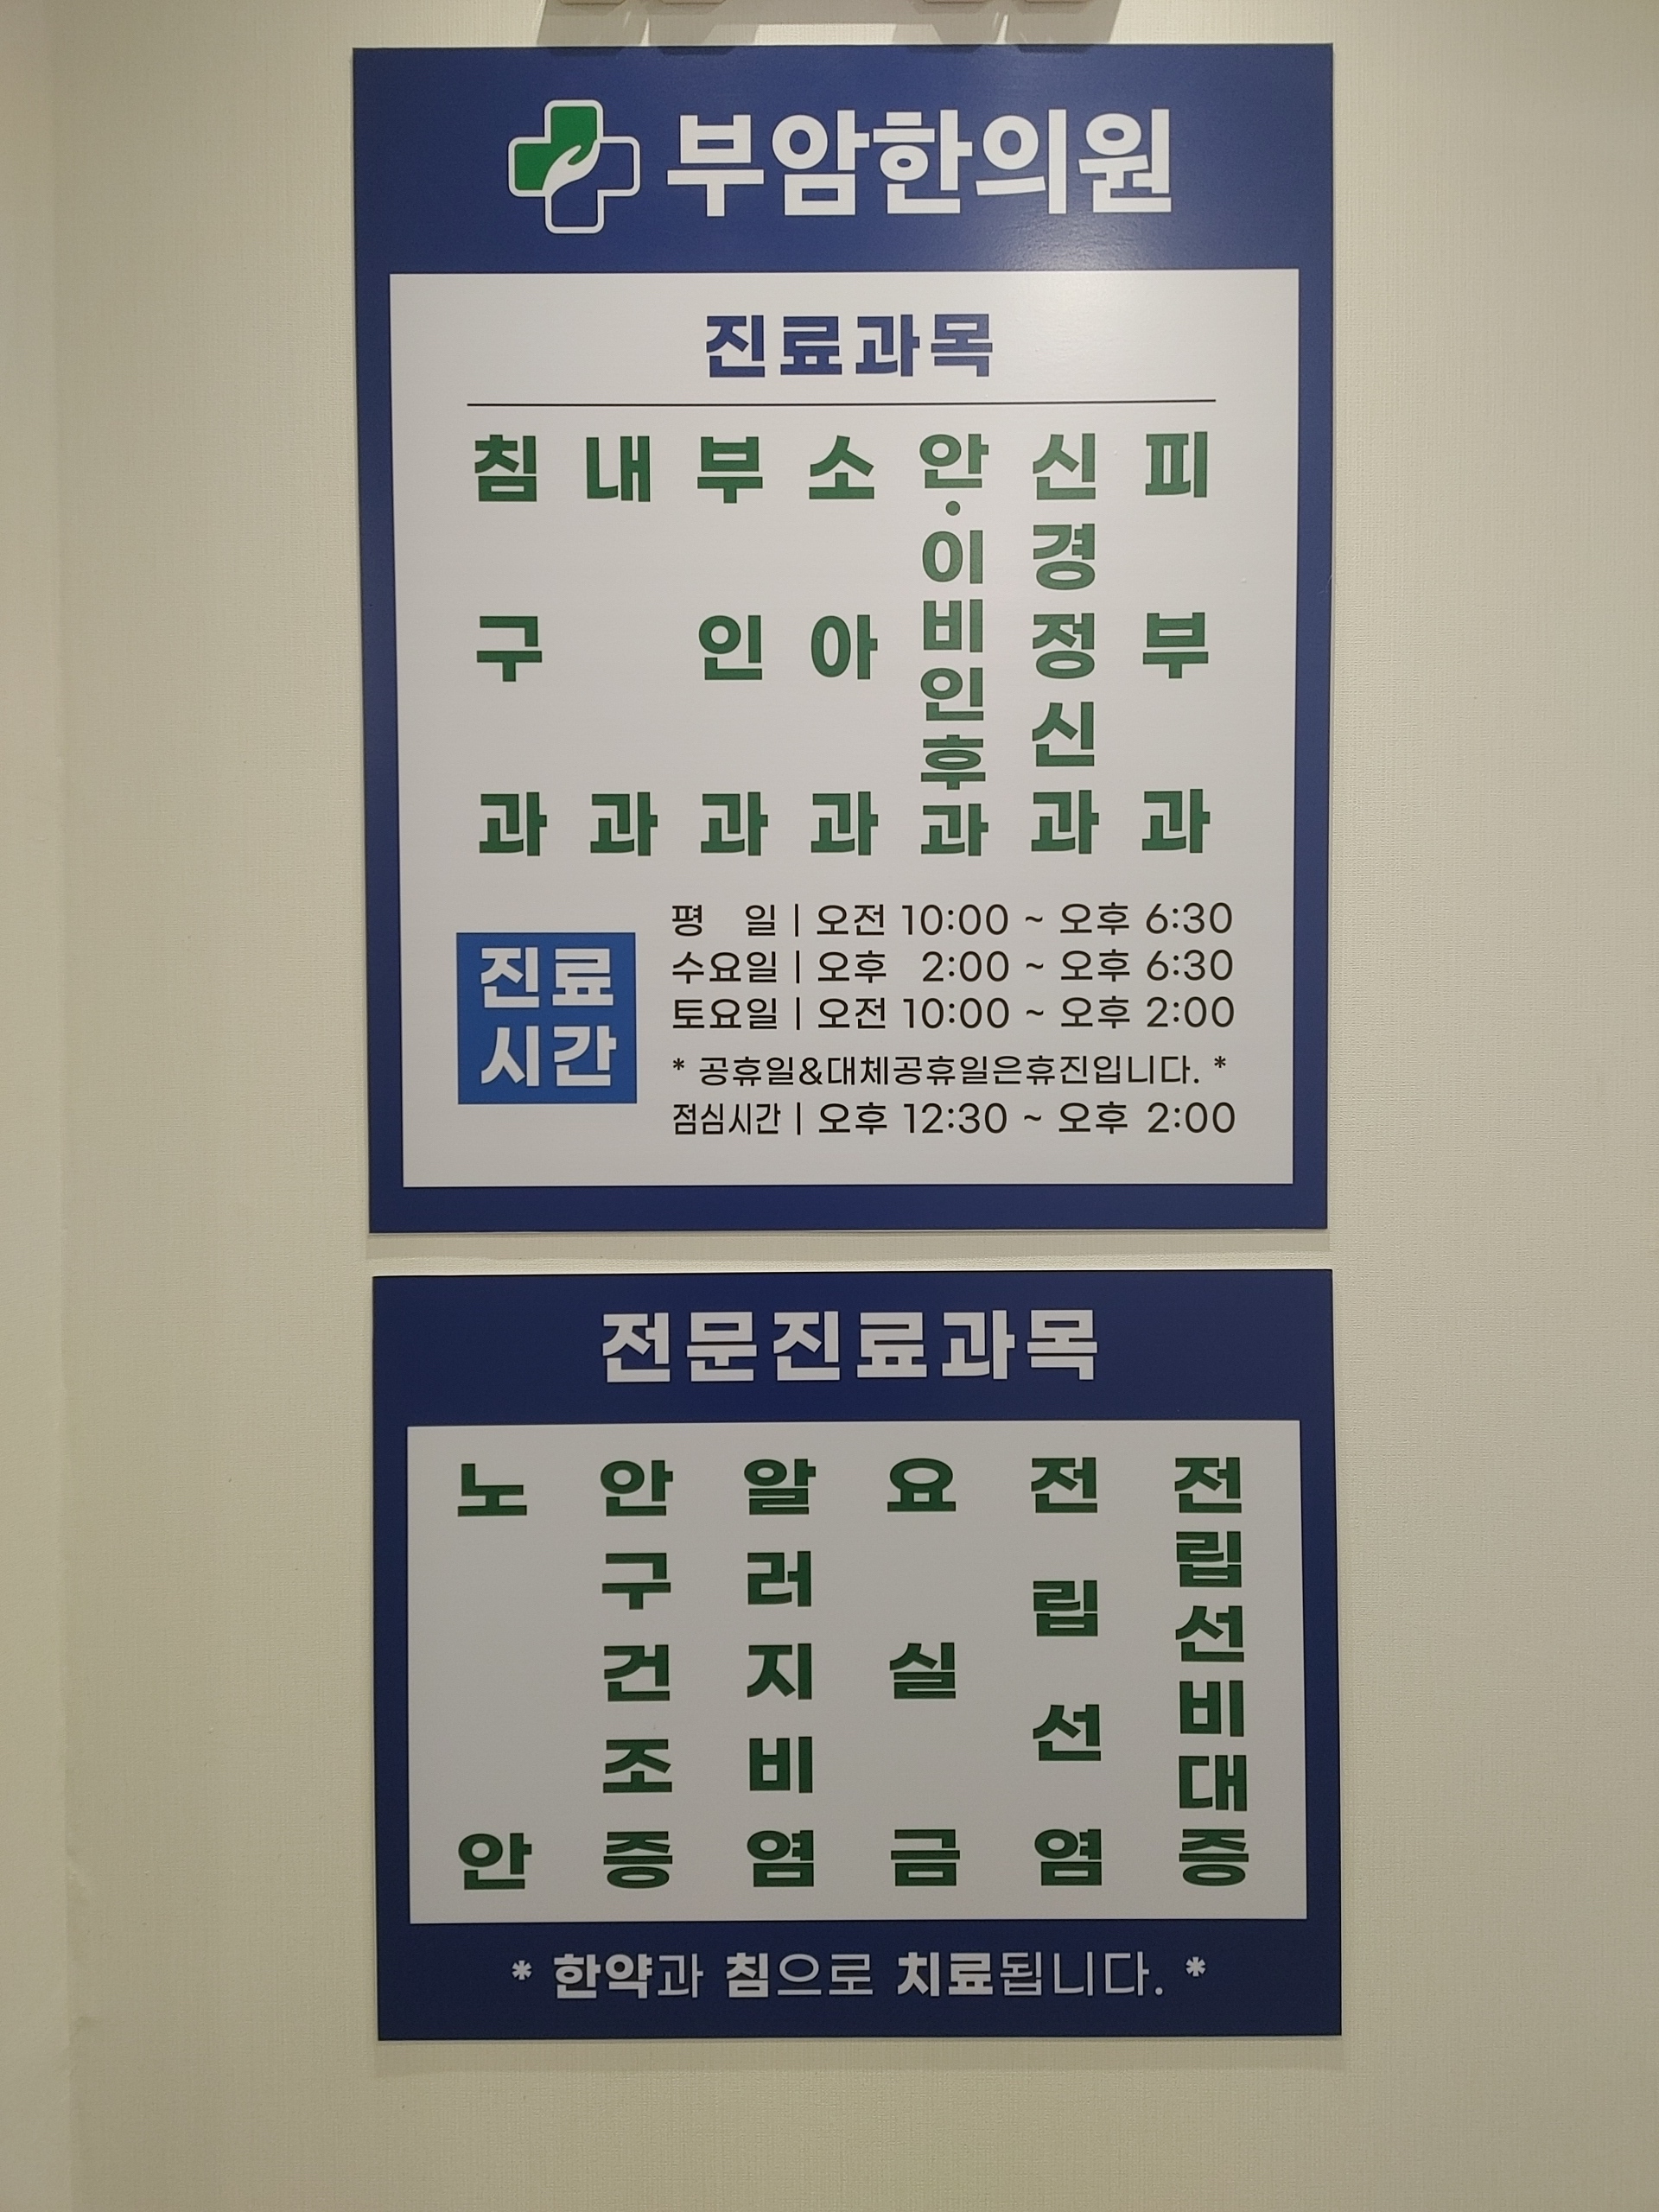 부암한의원
진료과목
침구과
내과
부인과
소아과
안·이비인후과
신경정신과
피부과
진료
시간
평 일 | 오전 10:00 ~ 오후 6:30
수요일 | 오후 2:00 ~ 오후 6:30
토요일 | 오전 10:00 ~ 오후 2:00
* 공휴일&대체공휴일은휴진입니다. *
점심시간 | 오후 12:30 ~ 오후 2:00
전문진료과목
노안
안구건조증
알러지비염
요실금
전립선염
전립선비대증
* 한약과 침으로 치료됩니다. *